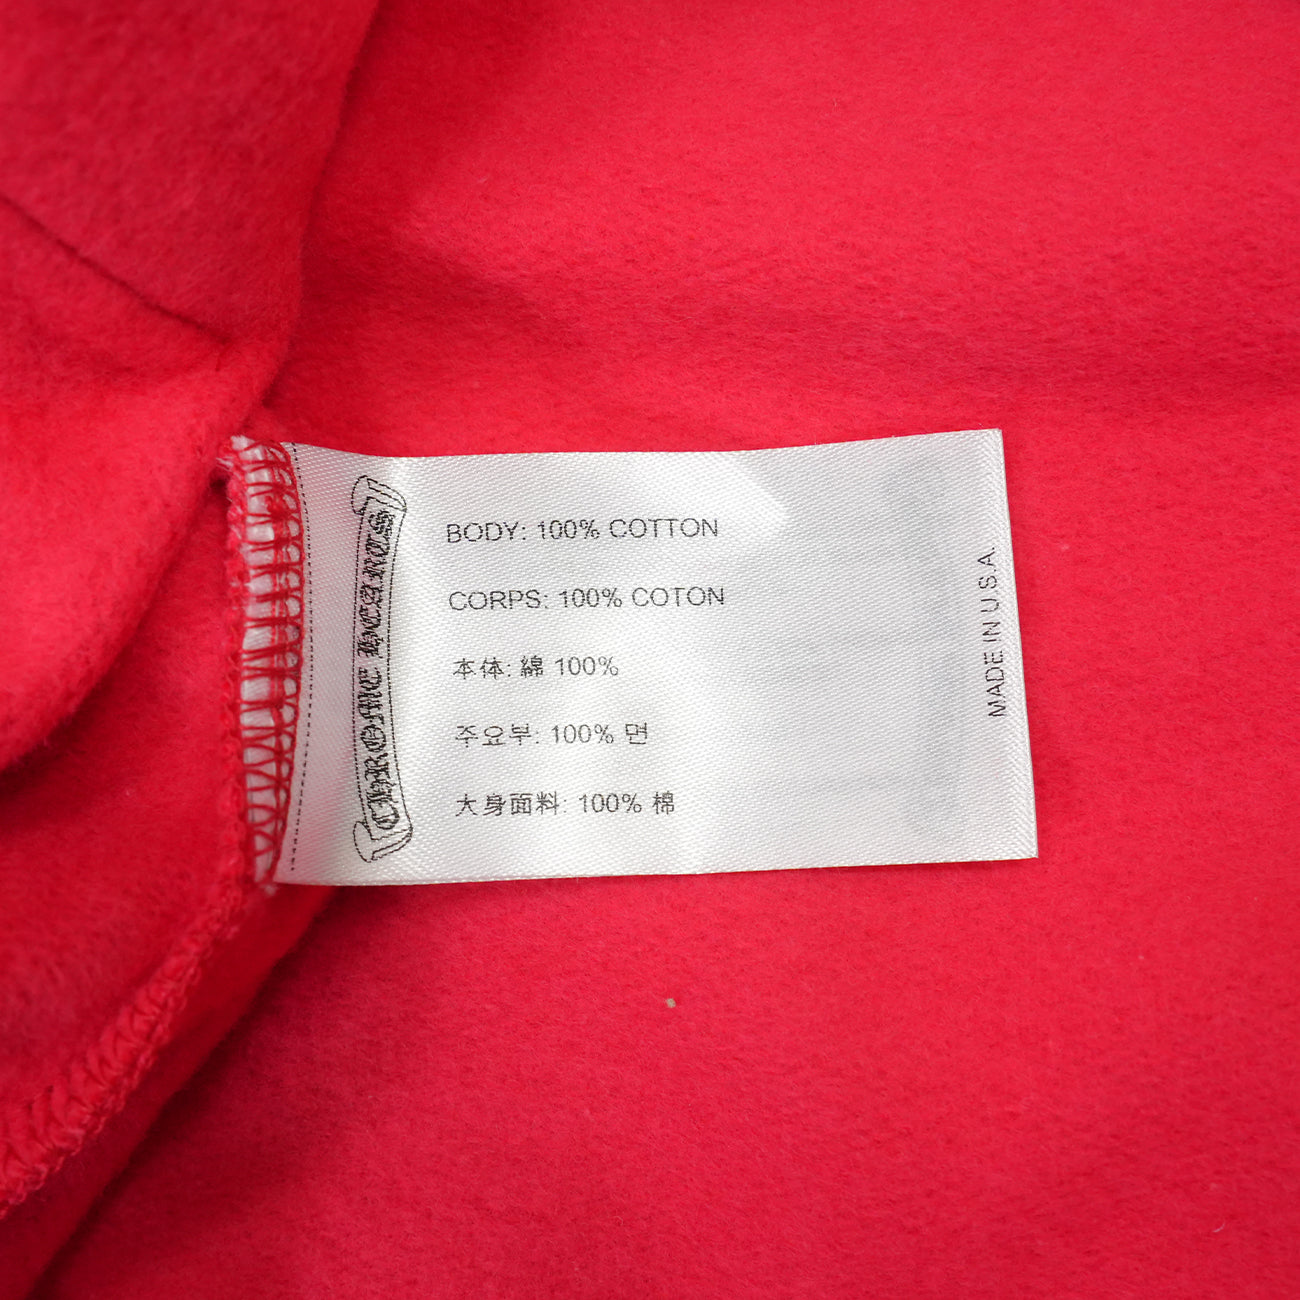 CHROME HEARTS
BODY: 100% COTTON
CORPS: 100% COTON
本体: 綿 100%
주요부: 100% 면
大身面料: 100% 棉
MADE IN U.S.A.